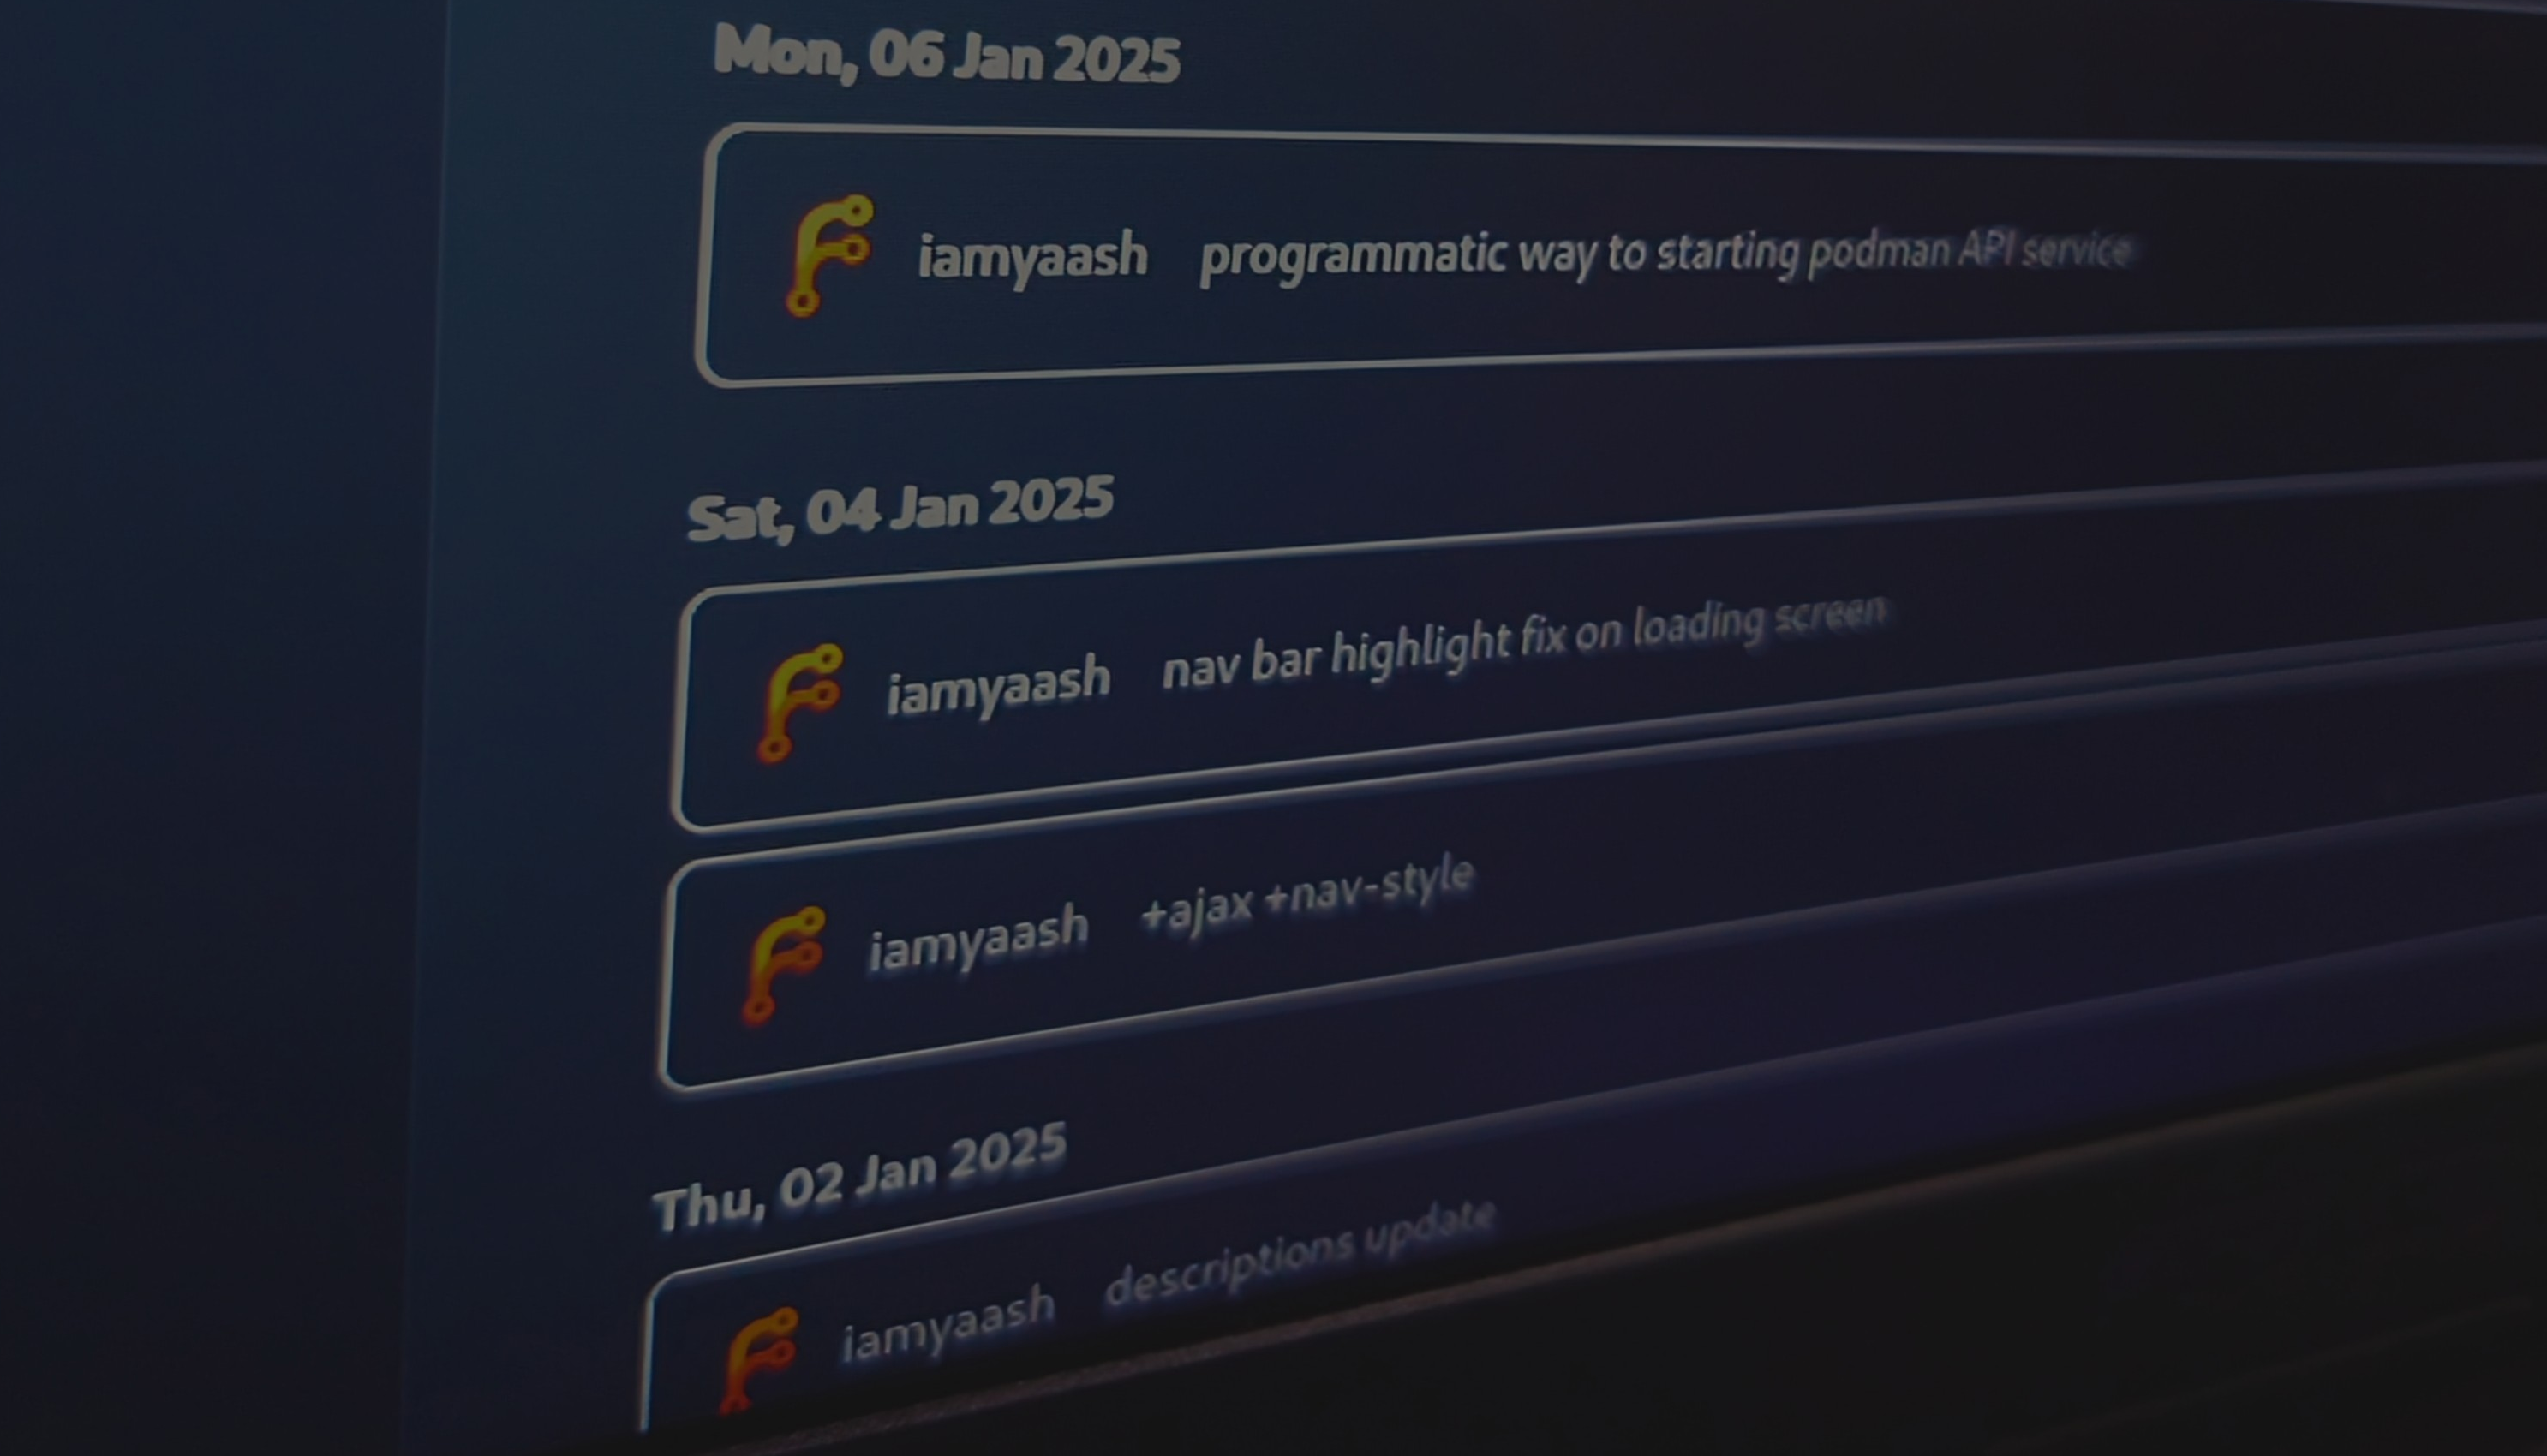 Mon, 06 Jan 2025
iamyaash programmatic way to starting podman API service
Sat, 04 Jan 2025
iamyaash nav bar highlight fix on loading screen
iamyaash +ajax +nav-style
Thu, 02 Jan 2025
iamyaash descriptions update